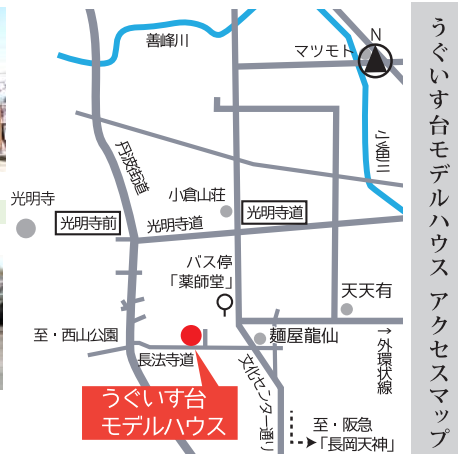 うぐいす台モデルハウス アクセスマップ
善峰川
マツモト
N
小畑川
丹波街道
光明寺
光明寺前
小倉山荘
光明寺道
光明寺道
バス停
「薬師堂」
天天有
至・西山公園
麺屋龍仙
→外環状線
長法寺道
文化センター通り
うぐいす台
モデルハウス
至・阪急
「長岡天神」